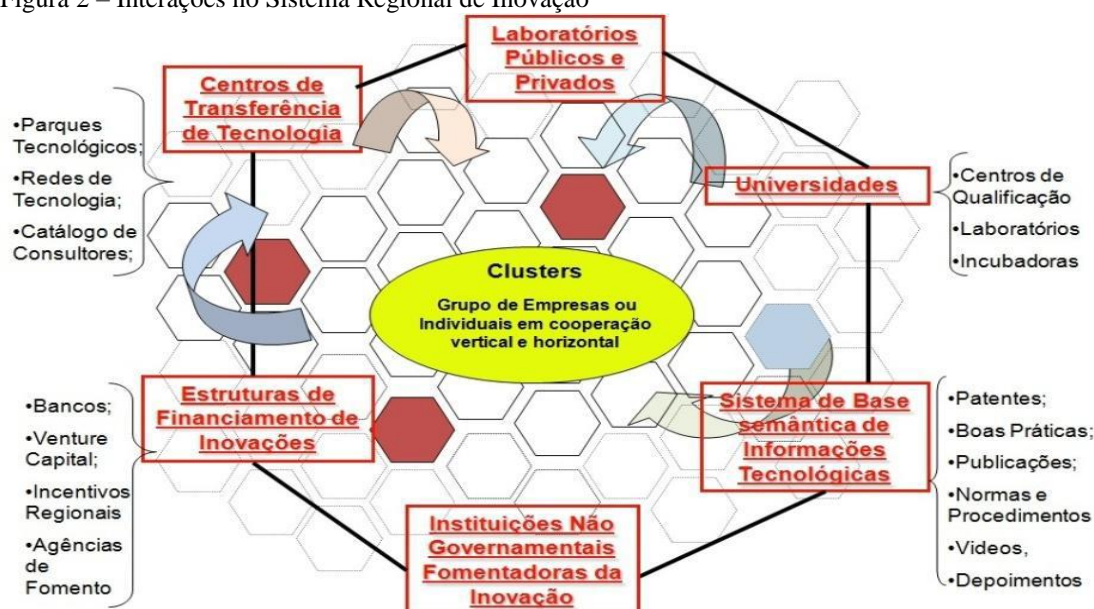 Figura 2 – Interações no Sistema Regional de Inovação
Laboratórios
Públicos e
Privados
Centros de
Transferência
de Tecnologia
•Parques
Tecnológicos;
•Redes de
Tecnologia;
•Catálogo de
Consultores;
Universidades
•Centros de
Qualificação
•Laboratórios
•Incubadoras
Clusters
Grupo de Empresas ou
Individuais em cooperação
vertical e horizontal
Estruturas de
Financiamento de
Inovações
•Bancos;
•Venture
Capital;
•Incentivos
Regionais
•Agências
de
Fomento
Sistema de Base
semântica de
Informações
Tecnológicas
•Patentes;
•Boas Práticas;
•Publicações;
•Normas e
Procedimentos
•Videos,
•Depoimentos
Instituições Não
Governamentais
Fomentadoras da
Inovação